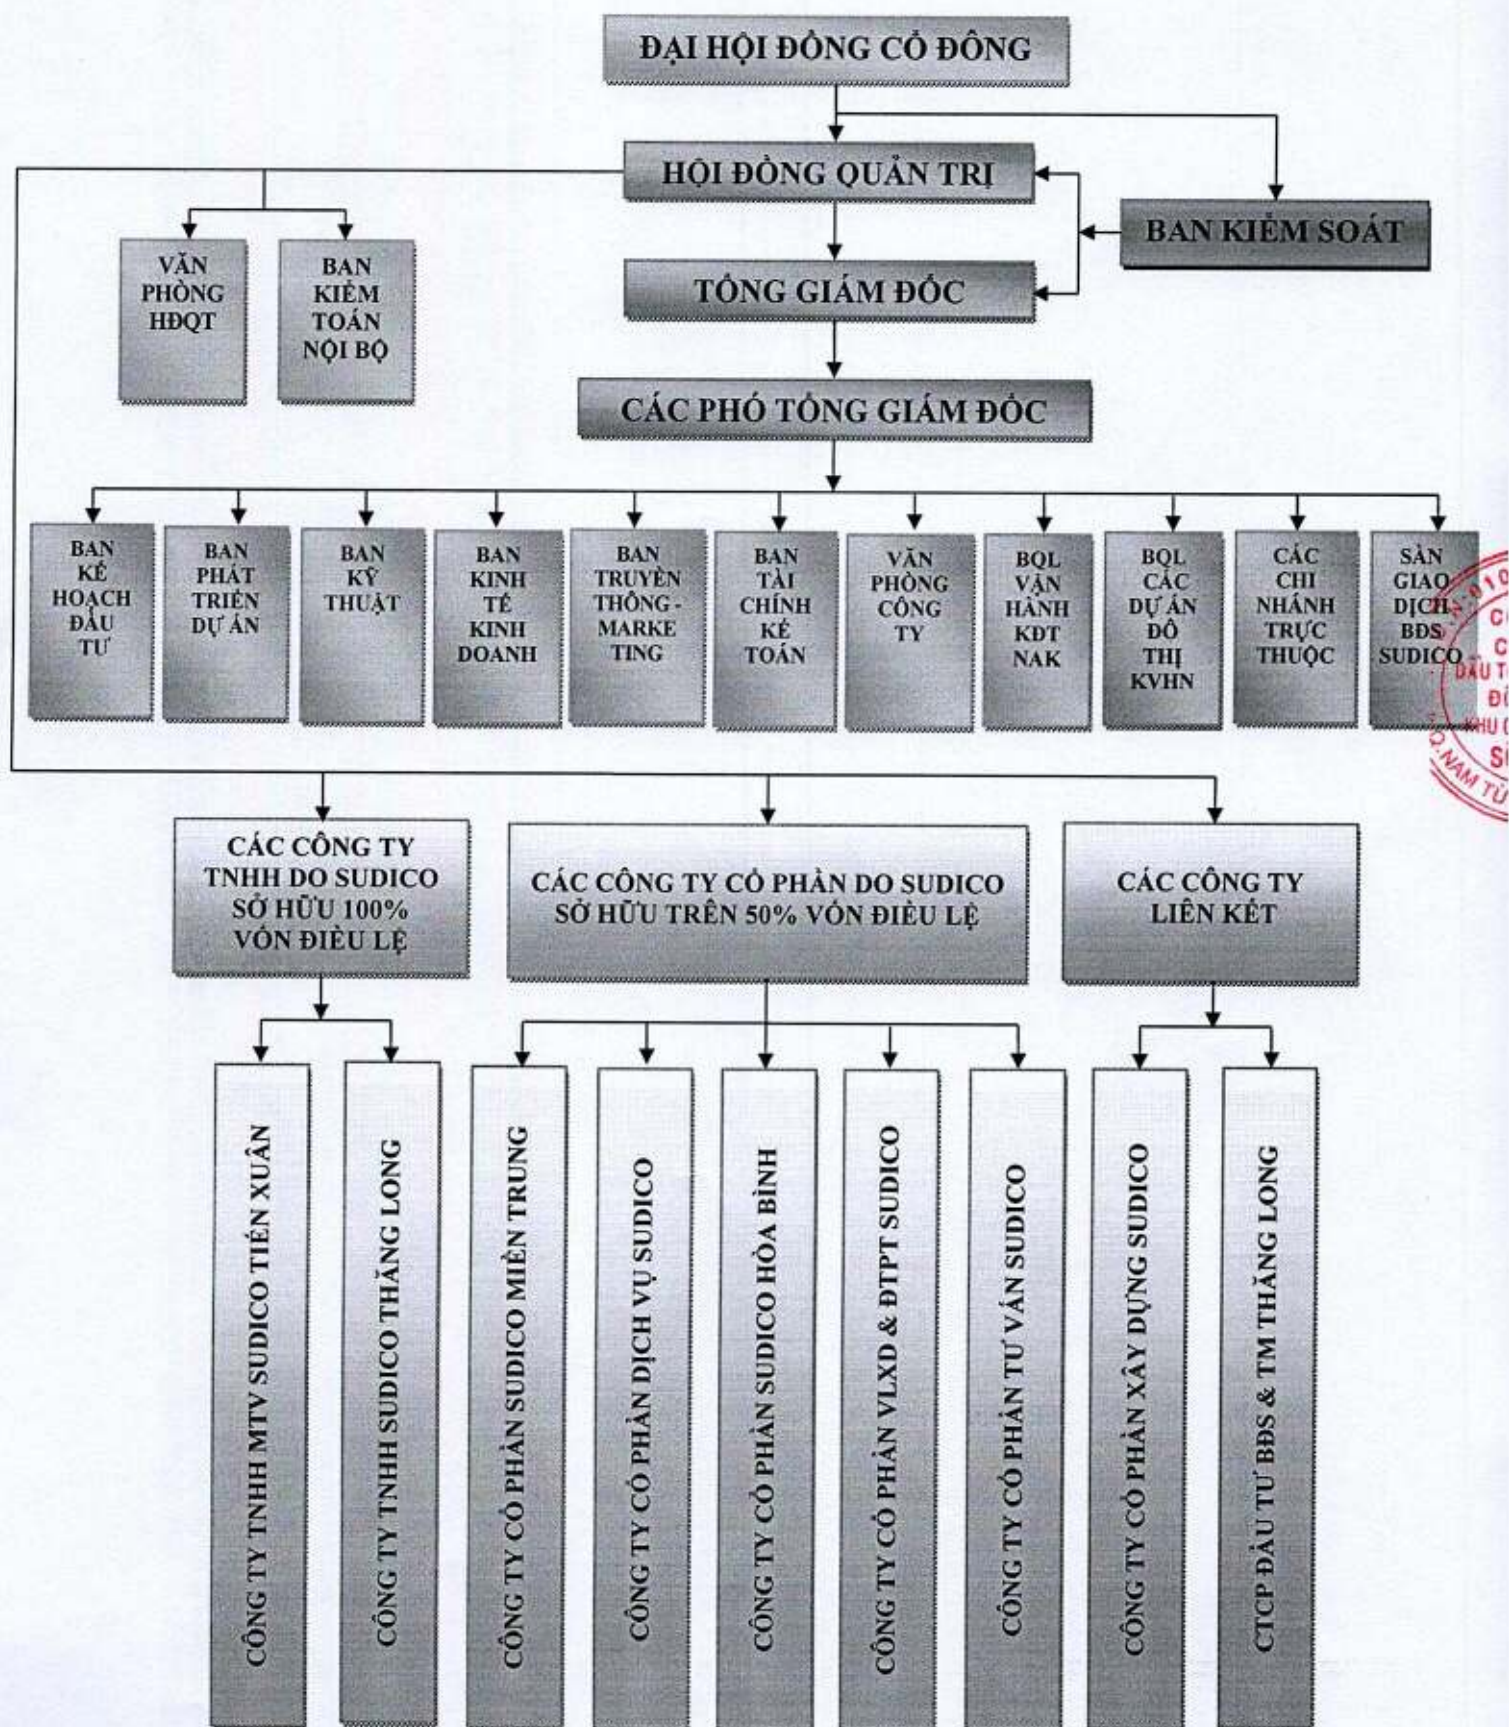 ĐẠI HỘI ĐỒNG CỔ ĐÔNG
HỘI ĐỒNG QUẢN TRỊ
BAN KIỂM SOÁT
TỔNG GIÁM ĐỐC
VĂN
PHÒNG
HĐQT
BAN
KIỂM
TOÁN
NỘI BỘ
CÁC PHÓ TỔNG GIÁM ĐỐC
BAN
KẾ
HOẠCH
ĐẦU
TƯ
BAN
PHÁT
TRIỂN
DỰ ÁN
BAN
KỸ
THUẬT
BAN
KINH
TẾ
KINH
DOANH
BAN
TRUYỀN
THÔNG -
MARKE
TING
BAN
TÀI
CHÍNH
KẾ
TOÁN
VĂN
PHÒNG
CÔNG
TY
BQL
VẬN
HÀNH
KĐT
NAK
BQL
CÁC
DỰ ÁN
ĐÔ
THỊ
KVHN
CÁC
CHI
NHÁNH
TRỰC
THUỘC
SÀN
GIAO
DỊCH
BĐS
SUDICO
CÁC CÔNG TY
TNHH DO SUDICO
SỞ HỮU 100%
VỐN ĐIỀU LỆ
CÁC CÔNG TY CỔ PHẦN DO SUDICO
SỞ HỮU TRÊN 50% VỐN ĐIỀU LỆ
CÁC CÔNG TY
LIÊN KẾT
CÔNG TY TNHH MTV SUDICO TIẾN XUÂN
CÔNG TY TNHH SUDICO THĂNG LONG
CÔNG TY CỔ PHẦN SUDICO MIỀN TRUNG
CÔNG TY CỔ PHẦN DỊCH VỤ SUDICO
CÔNG TY CỔ PHẦN SUDICO HÒA BÌNH
CÔNG TY CỔ PHẦN VLXD & ĐTPT SUDICO
CÔNG TY CỔ PHẦN TƯ VẤN SUDICO
CÔNG TY CỔ PHẦN XÂY DỰNG SUDICO
CTCP ĐẦU TƯ BĐS & TM THĂNG LONG
Q.NAM TỪ